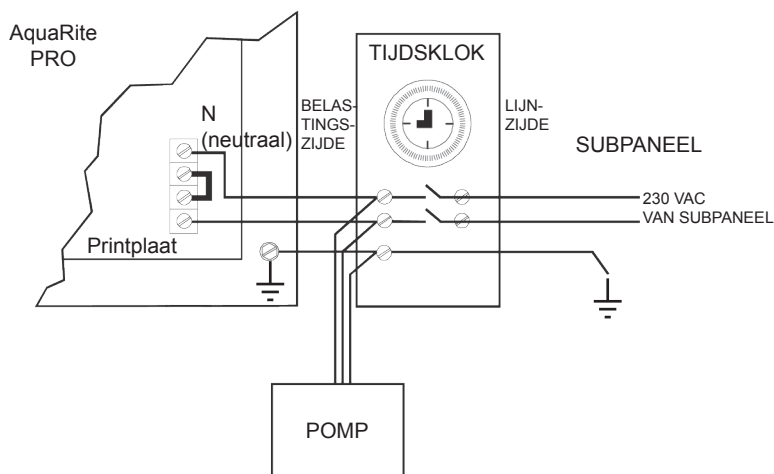 AquaRite
PRO
TIJDSKLOK
N
(neutraal)
BELAS-
TINGS-
ZIJDE
LIJN-
ZIJDE
SUBPANEEL
230 VAC
VAN SUBPANEEL
Printplaat
POMP